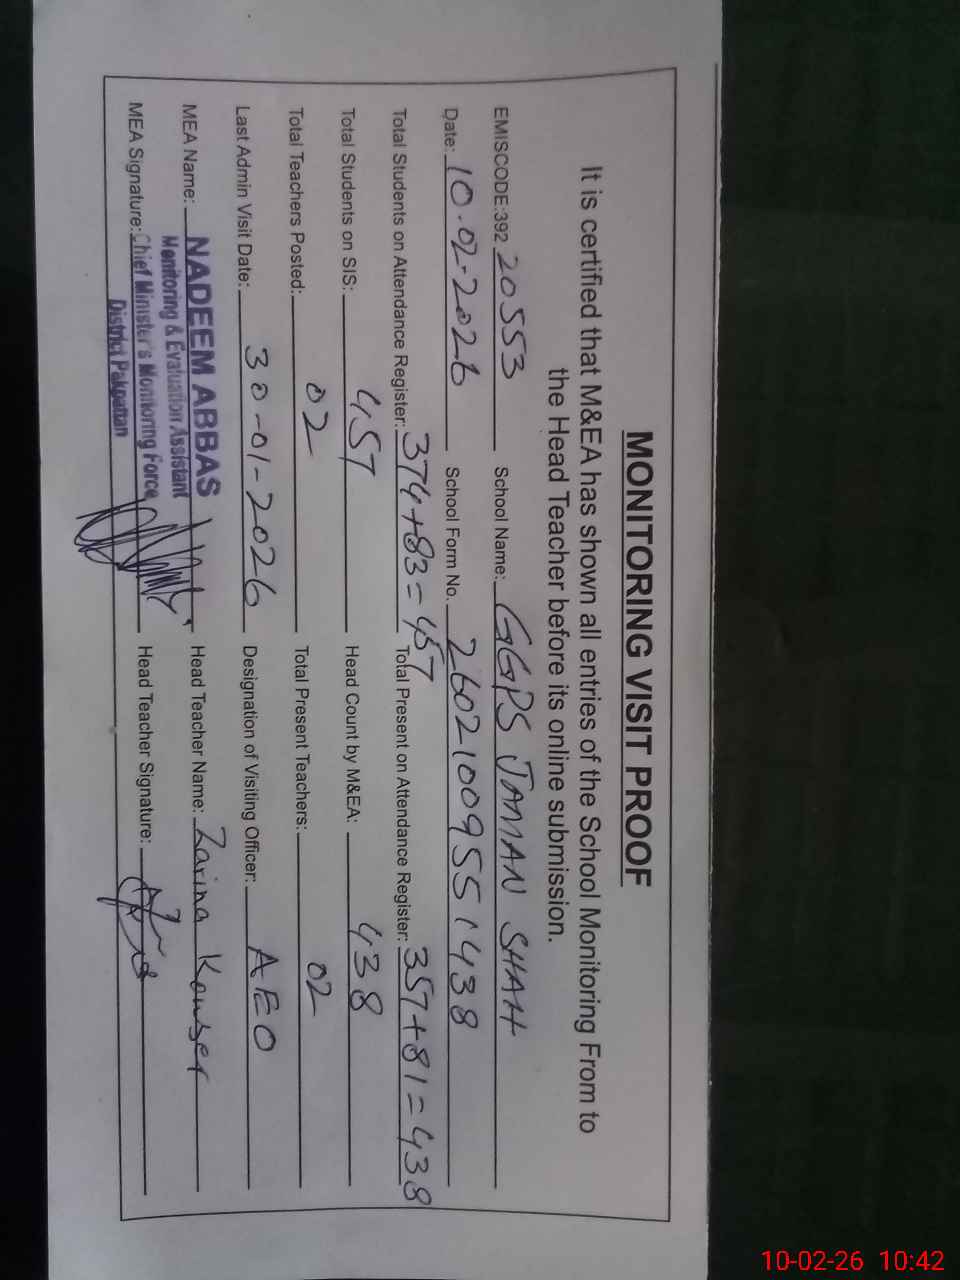 MONITORING VISIT PROOF
It is certified that M&EA has shown all entries of the School Monitoring From to
the Head Teacher before its online submission.
EMISCODE:392 20553 School Name: GGPS JAMAN SHAH
Date: 10-02-2026 School Form No. 26021009551438
Total Students on Attendance Register: 374+83=457 Total Present on Attendance Register: 357+81=438
Total Students on SIS: 457 Head Count by M&EA: 438
Total Teachers Posted: 02 Total Present Teachers: 02
Last Admin Visit Date: 30-01-2026 Designation of Visiting Officer: AEO
MEA Name: NADEEM ABBAS Head Teacher Name: Zarina Kouser
Monitoring & Evaluation Assistant
MEA Signature: Chief Minister's Monitoring Force Head Teacher Signature:
District Pakpattan
10-02-26 10:42